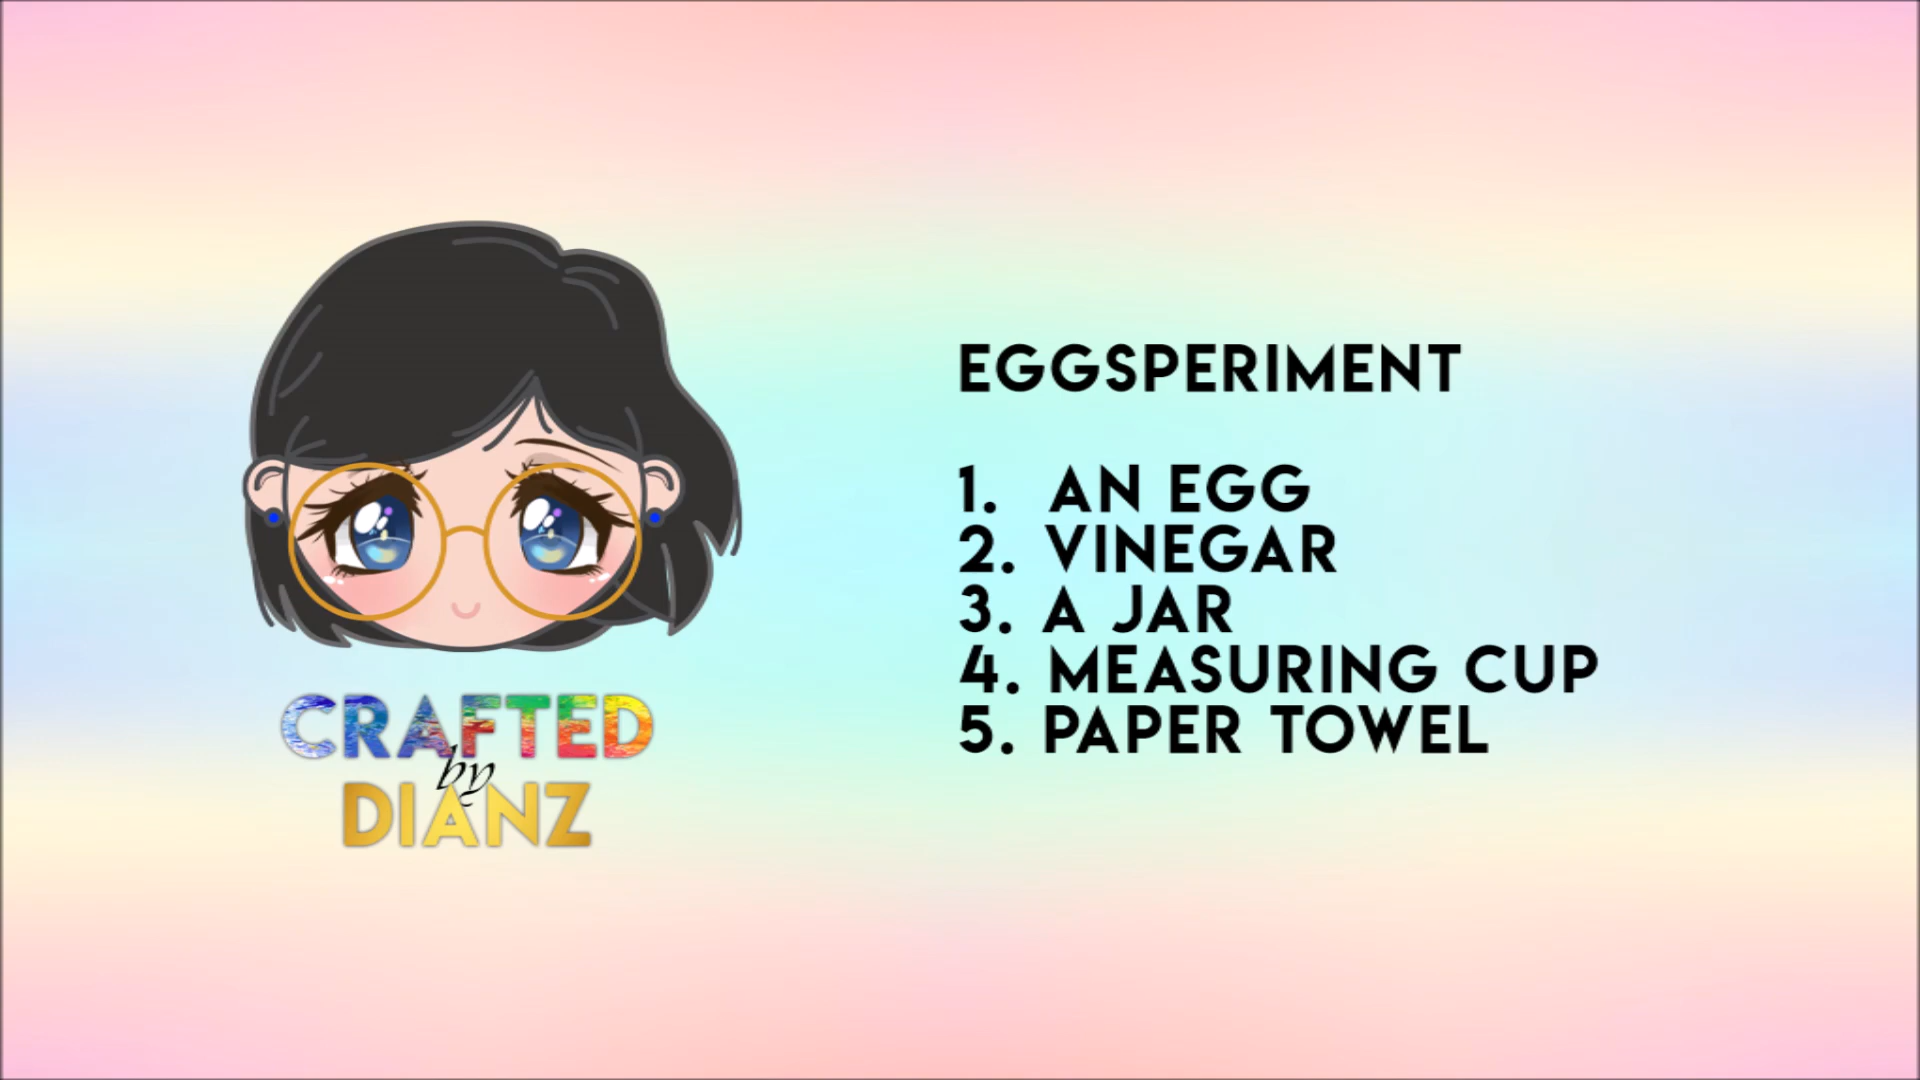 CRAFTED
by
DIANZ
EGGSPERIMENT
1. AN EGG
2. VINEGAR
3. A JAR
4. MEASURING CUP
5. PAPER TOWEL